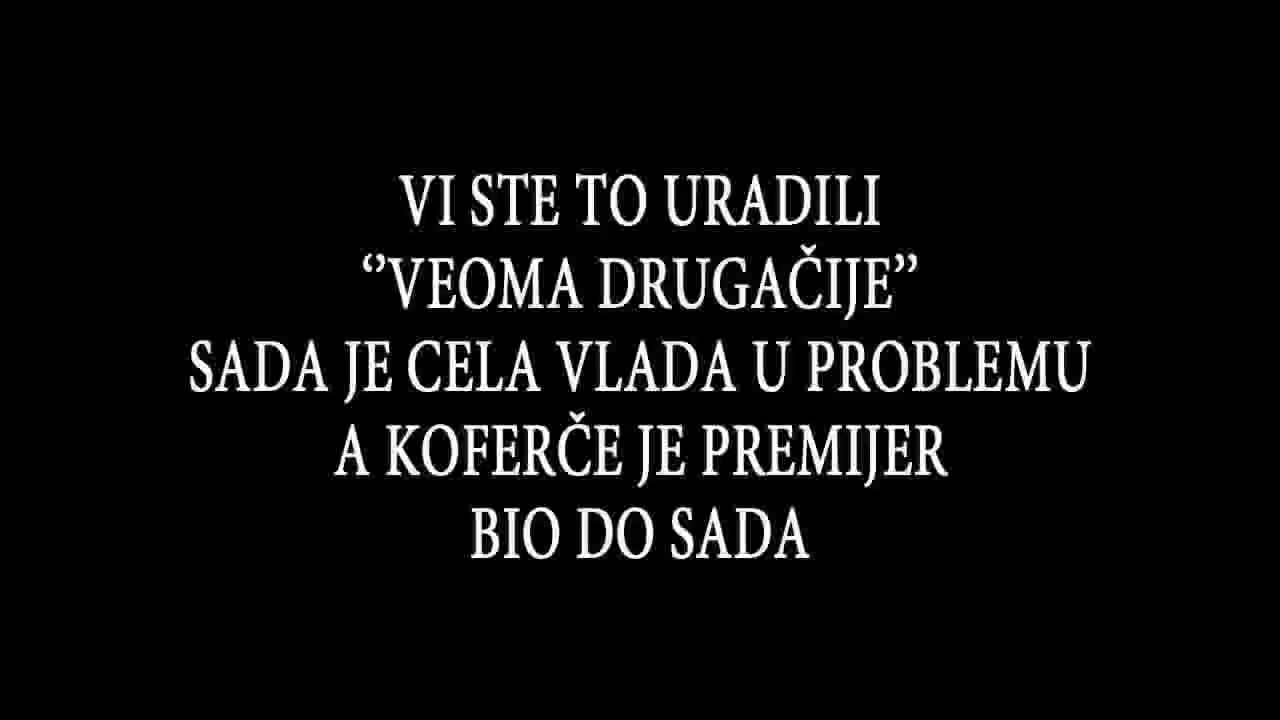 VI STE TO URADILI
‘’VEOMA DRUGAČIJE’’
SADA JE CELA VLADA U PROBLEMU
A KOFERČE JE PREMIJER
BIO DO SADA